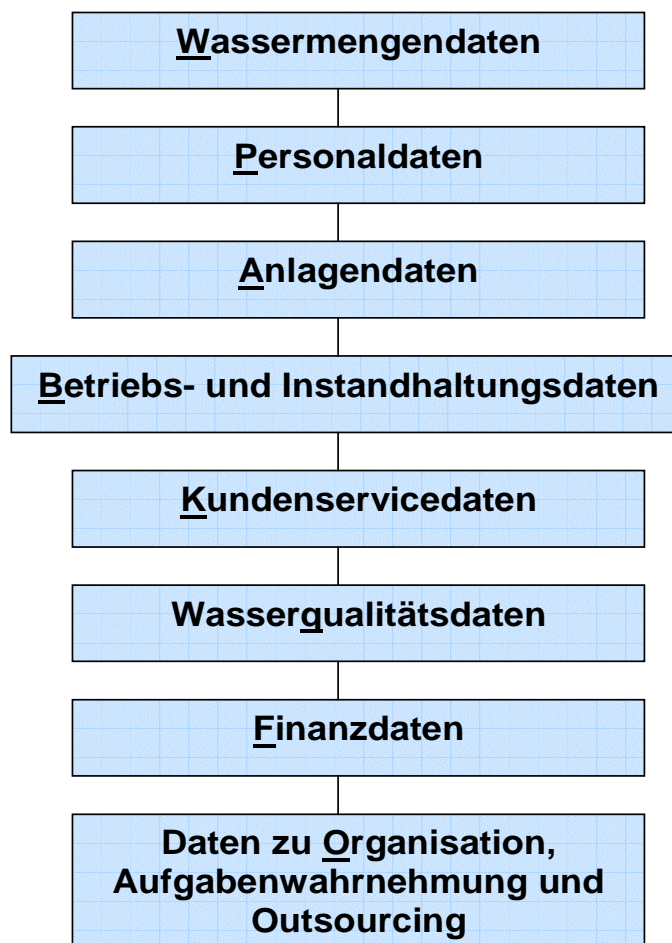 Wassermengendaten
Personaldaten
Anlagendaten
Betriebs- und Instandhaltungsdaten
Kundenservicedaten
Wasserqualitätsdaten
Finanzdaten
Daten zu Organisation,
Aufgabenwahrnehmung und
Outsourcing